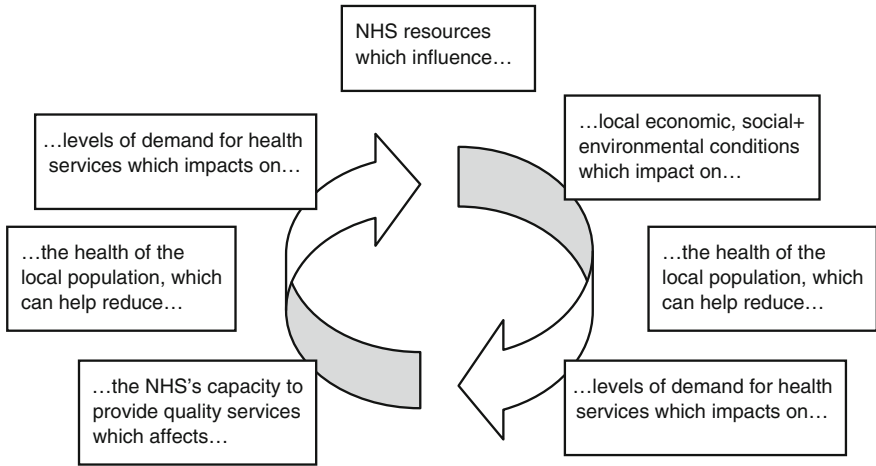 NHS resources
which influence…
…local economic, social+
environmental conditions
which impact on…
…the health of the
local population, which
can help reduce…
…levels of demand for health
services which impacts on…
…the NHS’s capacity to
provide quality services
which affects…
…the health of the
local population, which
can help reduce…
…levels of demand for health
services which impacts on…